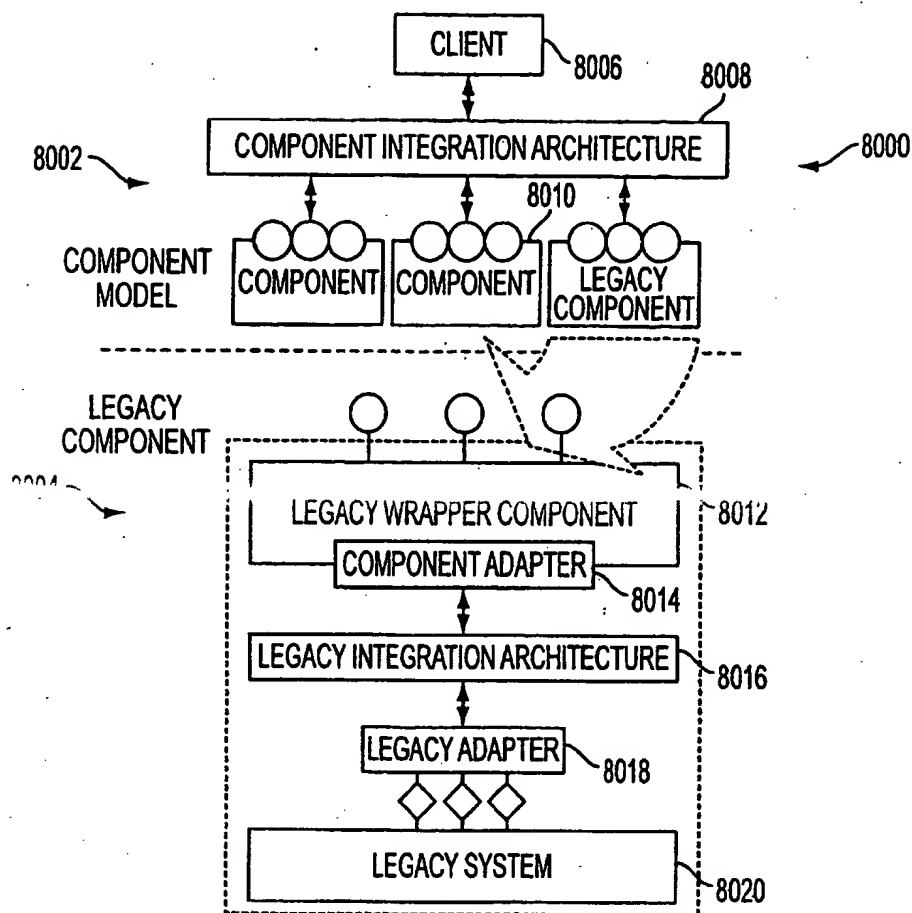 CLIENT
8006
8008
COMPONENT INTEGRATION ARCHITECTURE
8002
8000
8010
COMPONENT
MODEL
COMPONENT
COMPONENT
LEGACY
COMPONENT
LEGACY
COMPONENT
LEGACY WRAPPER COMPONENT
8012
COMPONENT ADAPTER
8014
LEGACY INTEGRATION ARCHITECTURE
8016
LEGACY ADAPTER
8018
LEGACY SYSTEM
8020